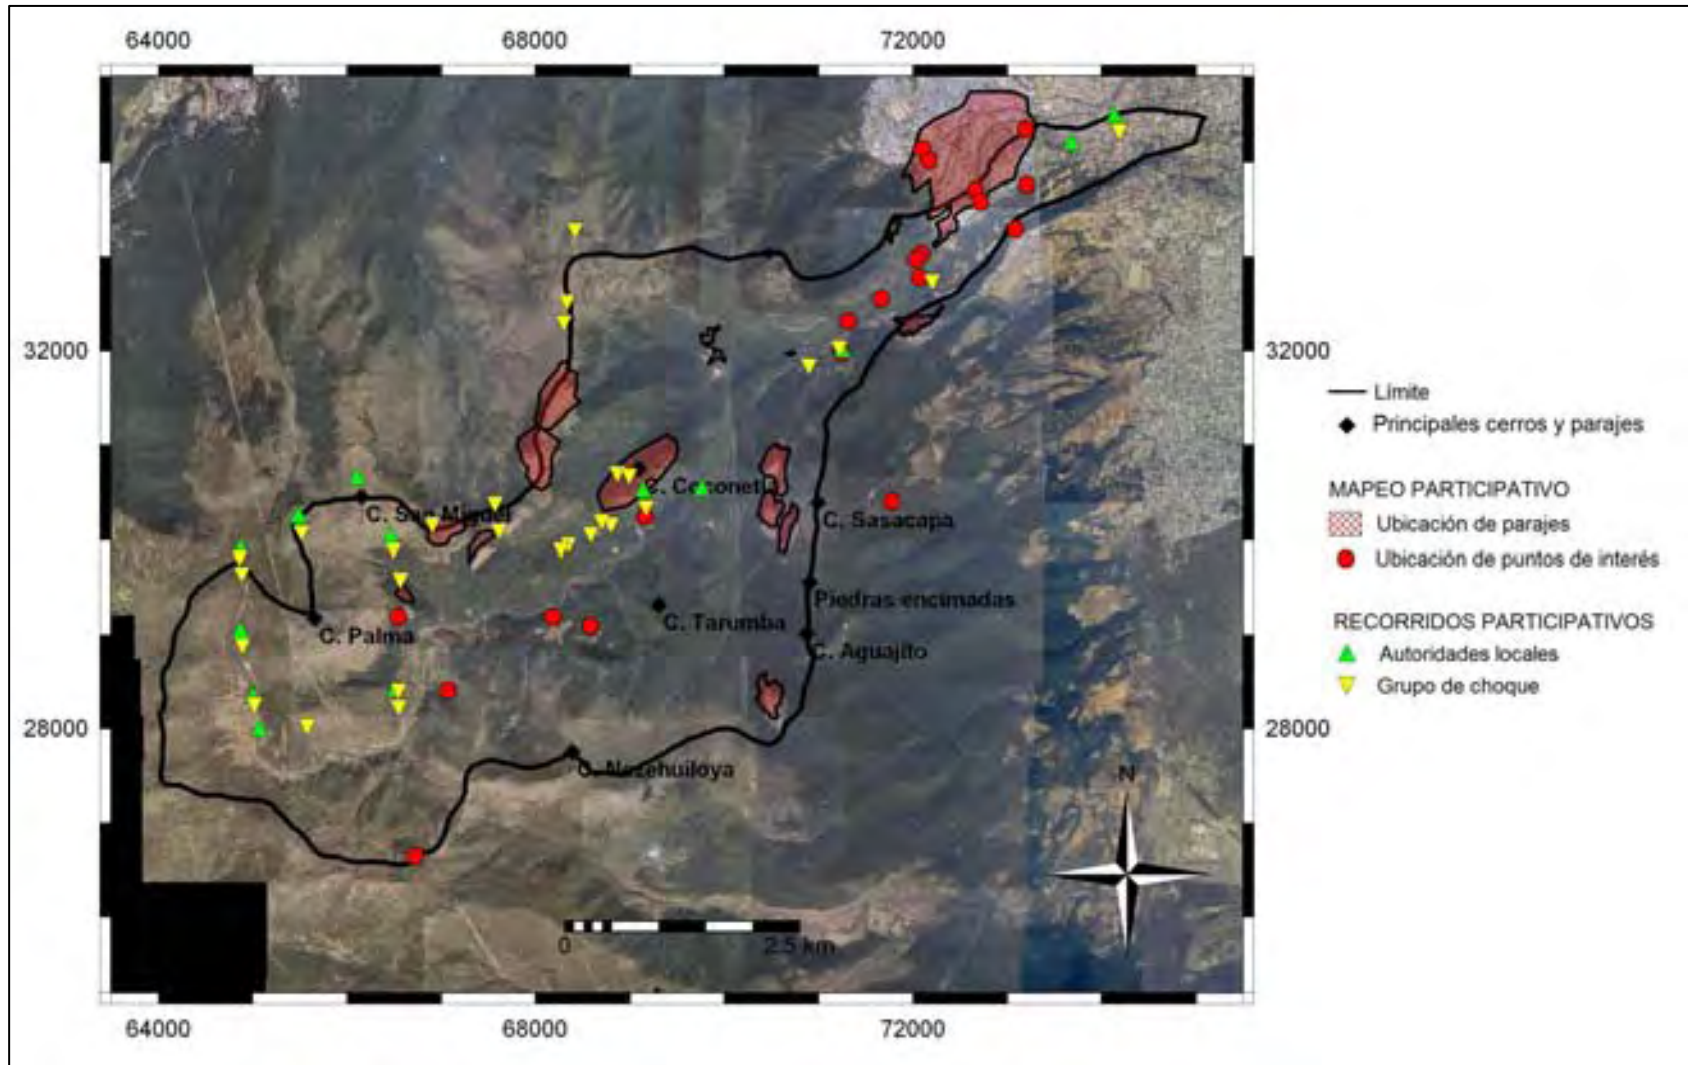 64000 68000 72000
32000 32000
Límite
Principales cerros y parajes
C. Coconetla
MAPEO PARTICIPATIVO
C. San Miguel
C. Sasacapa
Ubicación de parajes
Ubicación de puntos de interés
Piedras encimadas
C. Palma
C. Tarumba
RECORRIDOS PARTICIPATIVOS
C. Aguajito
Autoridades locales
Grupo de choque
28000 28000
C. Nezehuiloya
N
0 2.5 km
64000 68000 72000